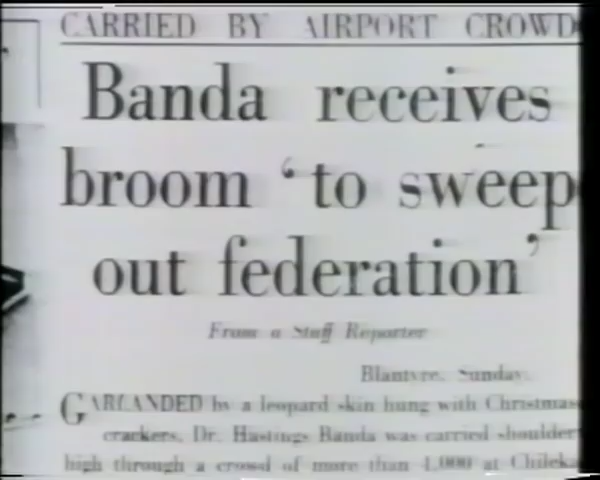 CARRIED BY AIRPORT CROWD
Banda receives
broom ‘to sweep
out federation’
From a Staff Reporter
Blantyre, Sunday.
GARLANDED by a leopard skin hung with Christmas
crackers, Dr. Hastings Banda was carried shoulder
high through a crowd of more than 4,000 at Chileka